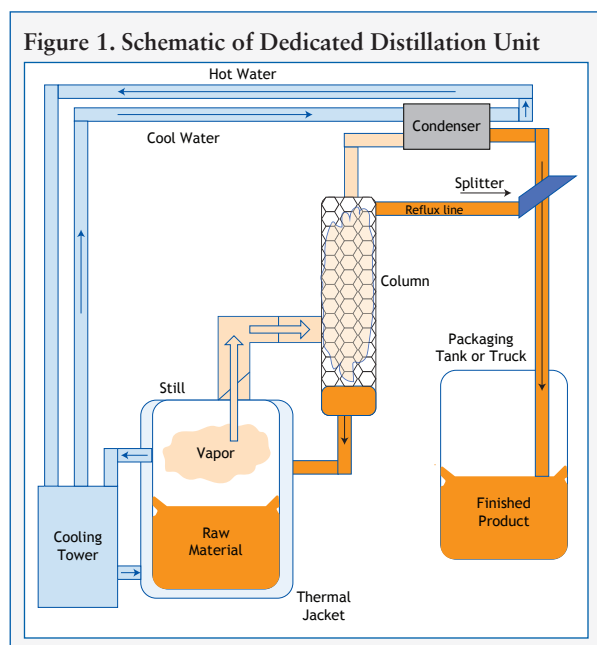 Figure 1. Schematic of Dedicated Distillation Unit
Hot Water
Cool Water
Condenser
Splitter
Reflux line
Column
Packaging
Tank or Truck
Still
Vapor
Cooling
Tower
Raw
Material
Finished
Product
Thermal
Jacket